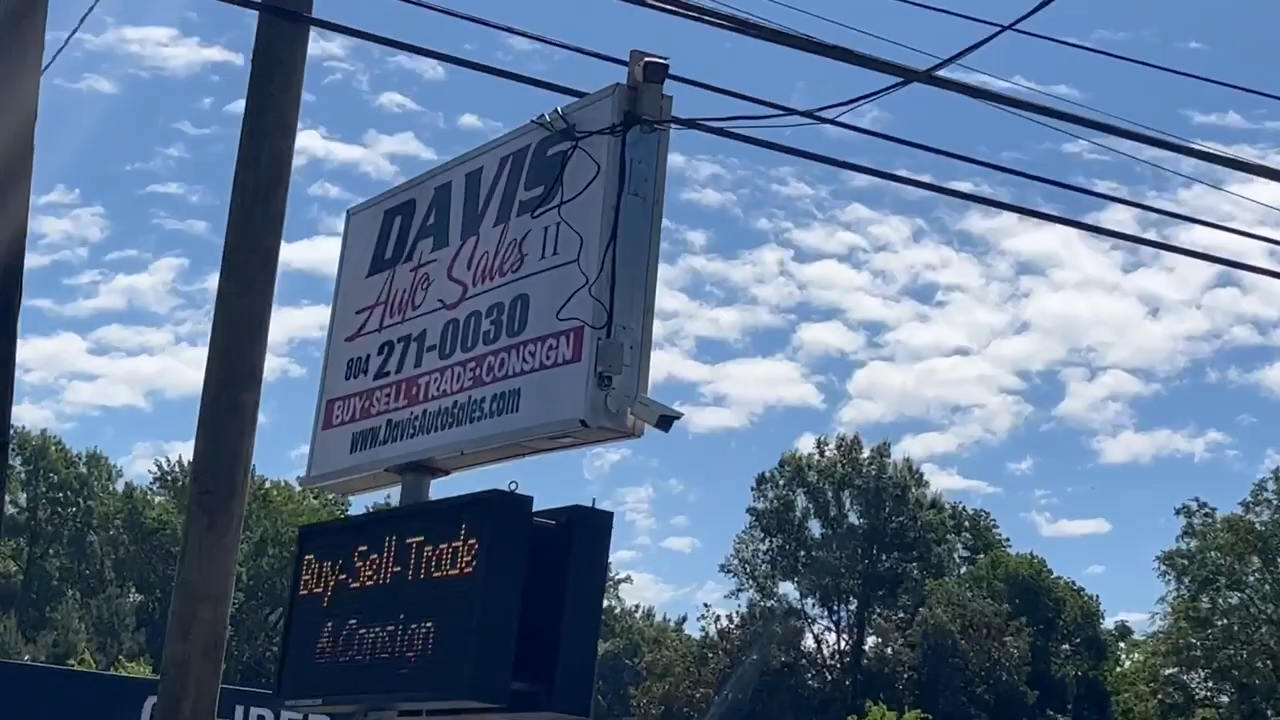 DAVIS
Auto Sales II
804 271-0030
BUY·SELL·TRADE·CONSIGN
www.DavisAutoSales.com
Buy-Sell-Trade
&Consign